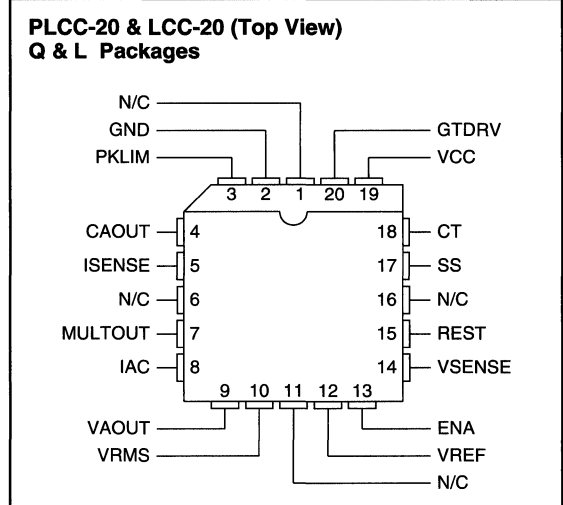 PLCC-20 & LCC-20 (Top View)
Q & L Packages
N/C
GND
GTDRV
PKLIM
VCC
3 2 1 20 19
CAOUT 4 18 CT
ISENSE 5 17 SS
N/C 6 16 N/C
MULTOUT 7 15 REST
IAC 8 14 VSENSE
9 10 11 12 13
VAOUT ENA
VRMS VREF
N/C